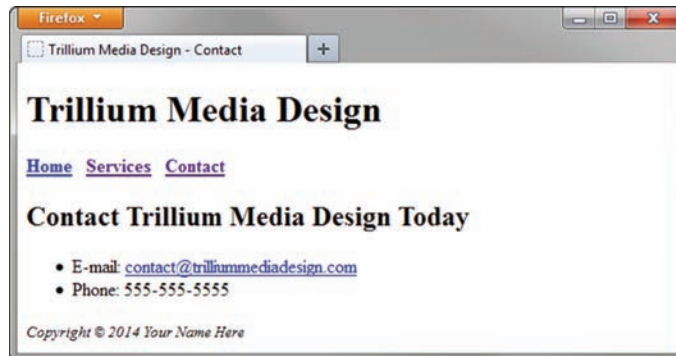 Firefox
Trillium Media Design - Contact
Trillium Media Design
Home Services Contact
Contact Trillium Media Design Today
• E-mail: contact@trilliummediadesign.com
• Phone: 555-555-5555
Copyright © 2014 Your Name Here